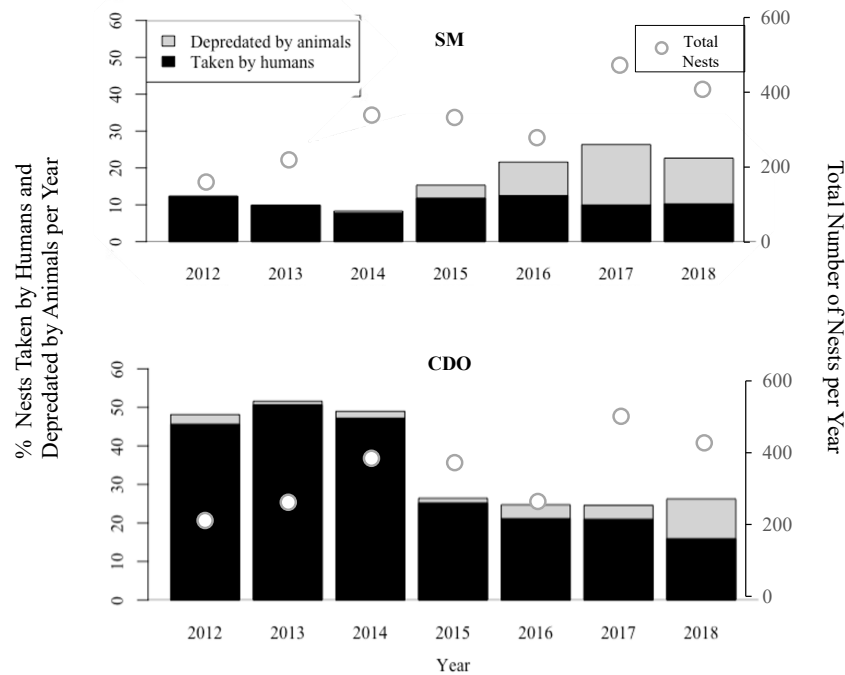 SM
Depredated by animals
Taken by humans
Total
Nests
60
50
40
30
20
10
0
600
400
200
0
2012 2013 2014 2015 2016 2017 2018
% Nests Taken by Humans and
Depredated by Animals per Year
Total Number of Nests per Year
CDO
60
50
40
30
20
10
0
600
400
200
0
2012 2013 2014 2015 2016 2017 2018
Year